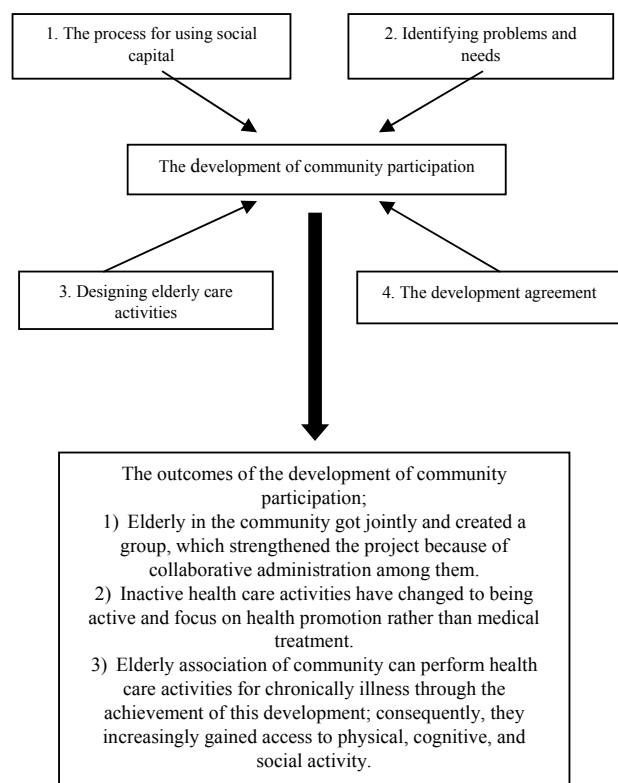 1. The process for using social
capital
2. Identifying problems and
needs
The development of community participation
3. Designing elderly care
activities
4. The development agreement
The outcomes of the development of community
participation;
1) Elderly in the community got jointly and created a
group, which strengthened the project because of
collaborative administration among them.
2) Inactive health care activities have changed to being
active and focus on health promotion rather than medical
treatment.
3) Elderly association of community can perform health
care activities for chronically illness through the
achievement of this development; consequently, they
increasingly gained access to physical, cognitive, and
social activity.